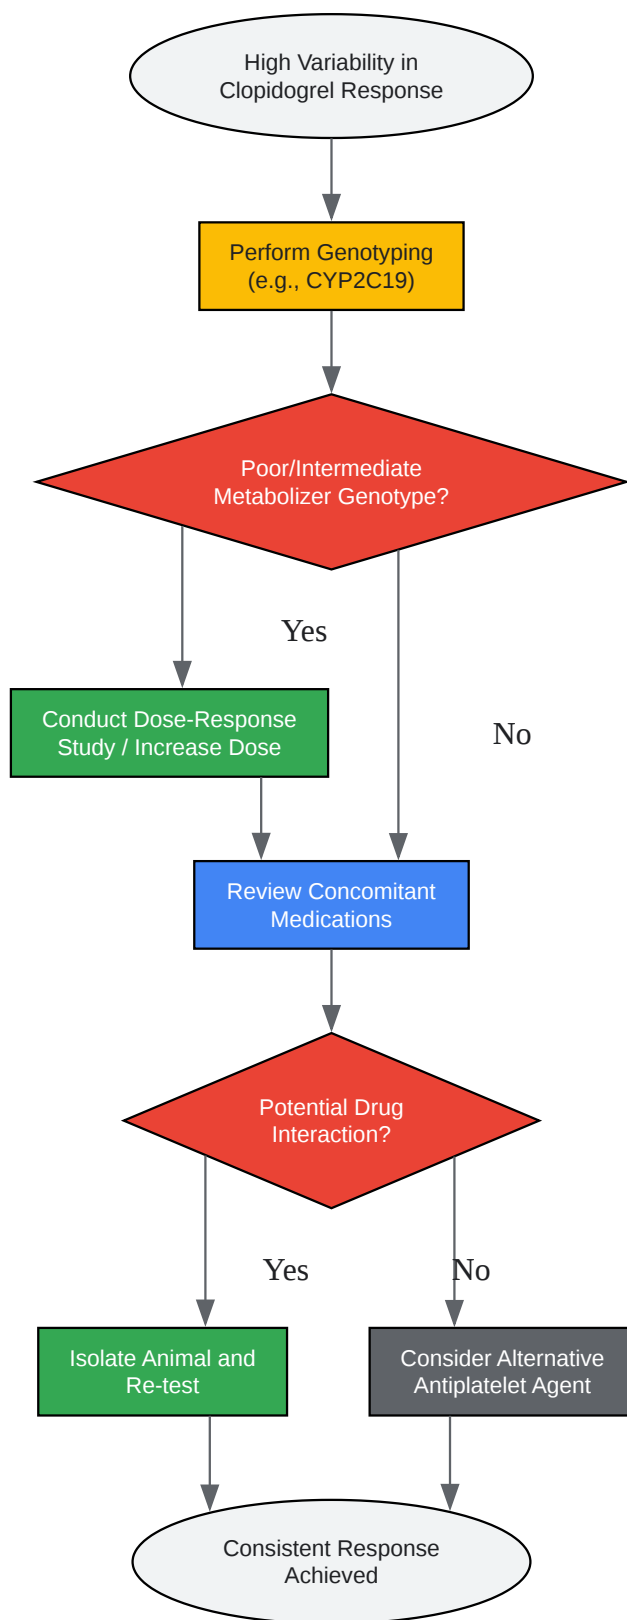 High Variability in
Clopidogrel Response
Perform Genotyping
(e.g., CYP2C19)
Poor/Intermediate
Metabolizer Genotype?
Yes
Conduct Dose-Response
Study / Increase Dose
No
Review Concomitant
Medications
Potential Drug
Interaction?
Yes
No
Isolate Animal and
Re-test
Consider Alternative
Antiplatelet Agent
Consistent Response
Achieved